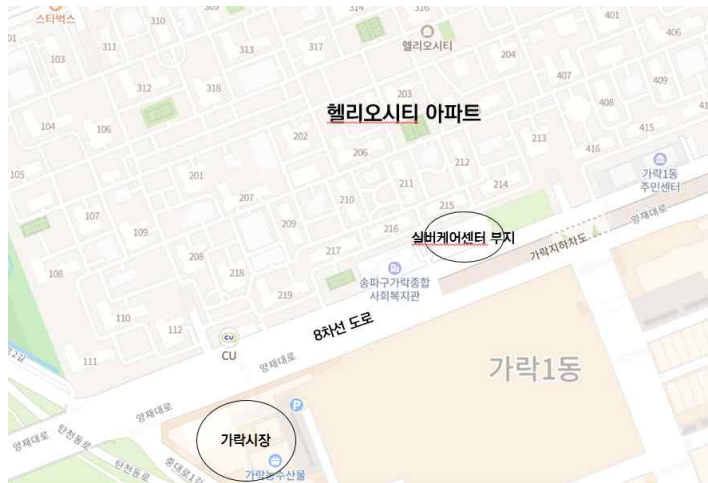 스타벅스
310
309
314
316
401
01
103
311
313
317
헬리오시티
204
406
407
409
312
318
203
408
41
헬리오시티 아파트
104
106
202
206
213
415
416
212
가락1동
주민센터
105
201
207
210
211
214
215
107
109
209
216
실버케어센터 부지
양재대로
217
가락지하차도
208
218
108
219
송파구가락종합
사회복지관
110
112
8차선 도로
CU
CU
111
양재대로
가락1동
양재대로
양재대로
탄천동로
가락시장
P
탄천동로
중대로1길
가락농수산물